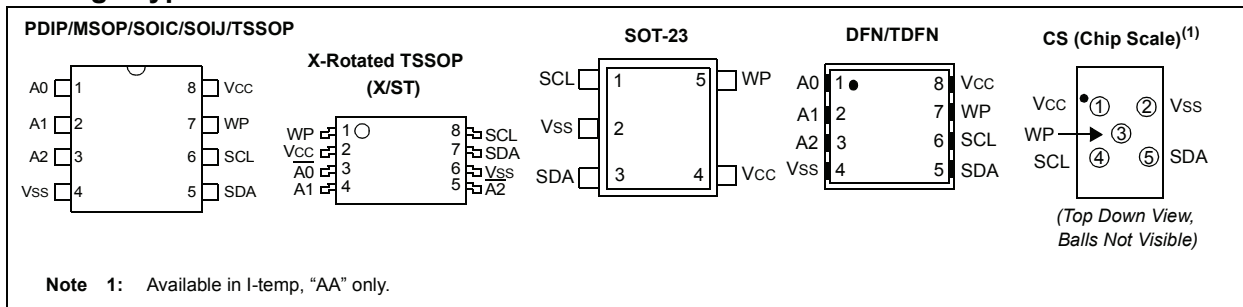 PDIP/MSOP/SOIC/SOIJ/TSSOP
A0 1 8 VCC
A1 2 7 WP
A2 3 6 SCL
VSS 4 5 SDA
X-Rotated TSSOP
(X/ST)
WP 1 8 SCL
VCC 2 7 SDA
A0 3 6 VSS
A1 4 5 A2
SOT-23
SCL 1 5 WP
VSS 2
SDA 3 4 VCC
DFN/TDFN
A0 1 8 VCC
A1 2 7 WP
A2 3 6 SCL
VSS 4 5 SDA
CS (Chip Scale)(1)
VCC 1 2 VSS
WP 3
SCL 4 5 SDA
(Top Down View,
Balls Not Visible)
Note 1: Available in I-temp, “AA” only.